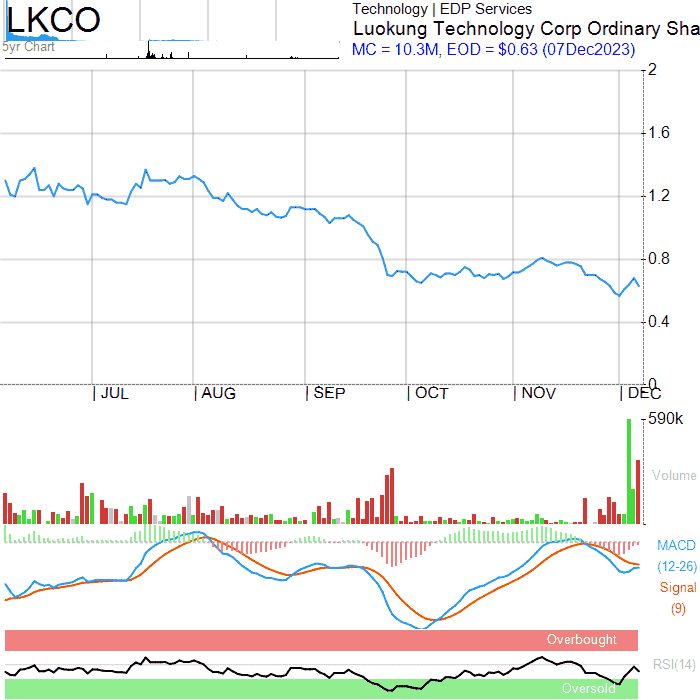 LKCO
Technology | EDP Services
Luokung Technology Corp Ordinary Sha
MC = 10.3M, EOD = $0.63 (07Dec2023)
5yr Chart
2
1.6
1.2
0.8
0.4
0
JUL AUG SEP OCT NOV DEC
590k
Volume
MACD
(12-26)
Signal
(9)
Overbought
RSI(14)
Oversold